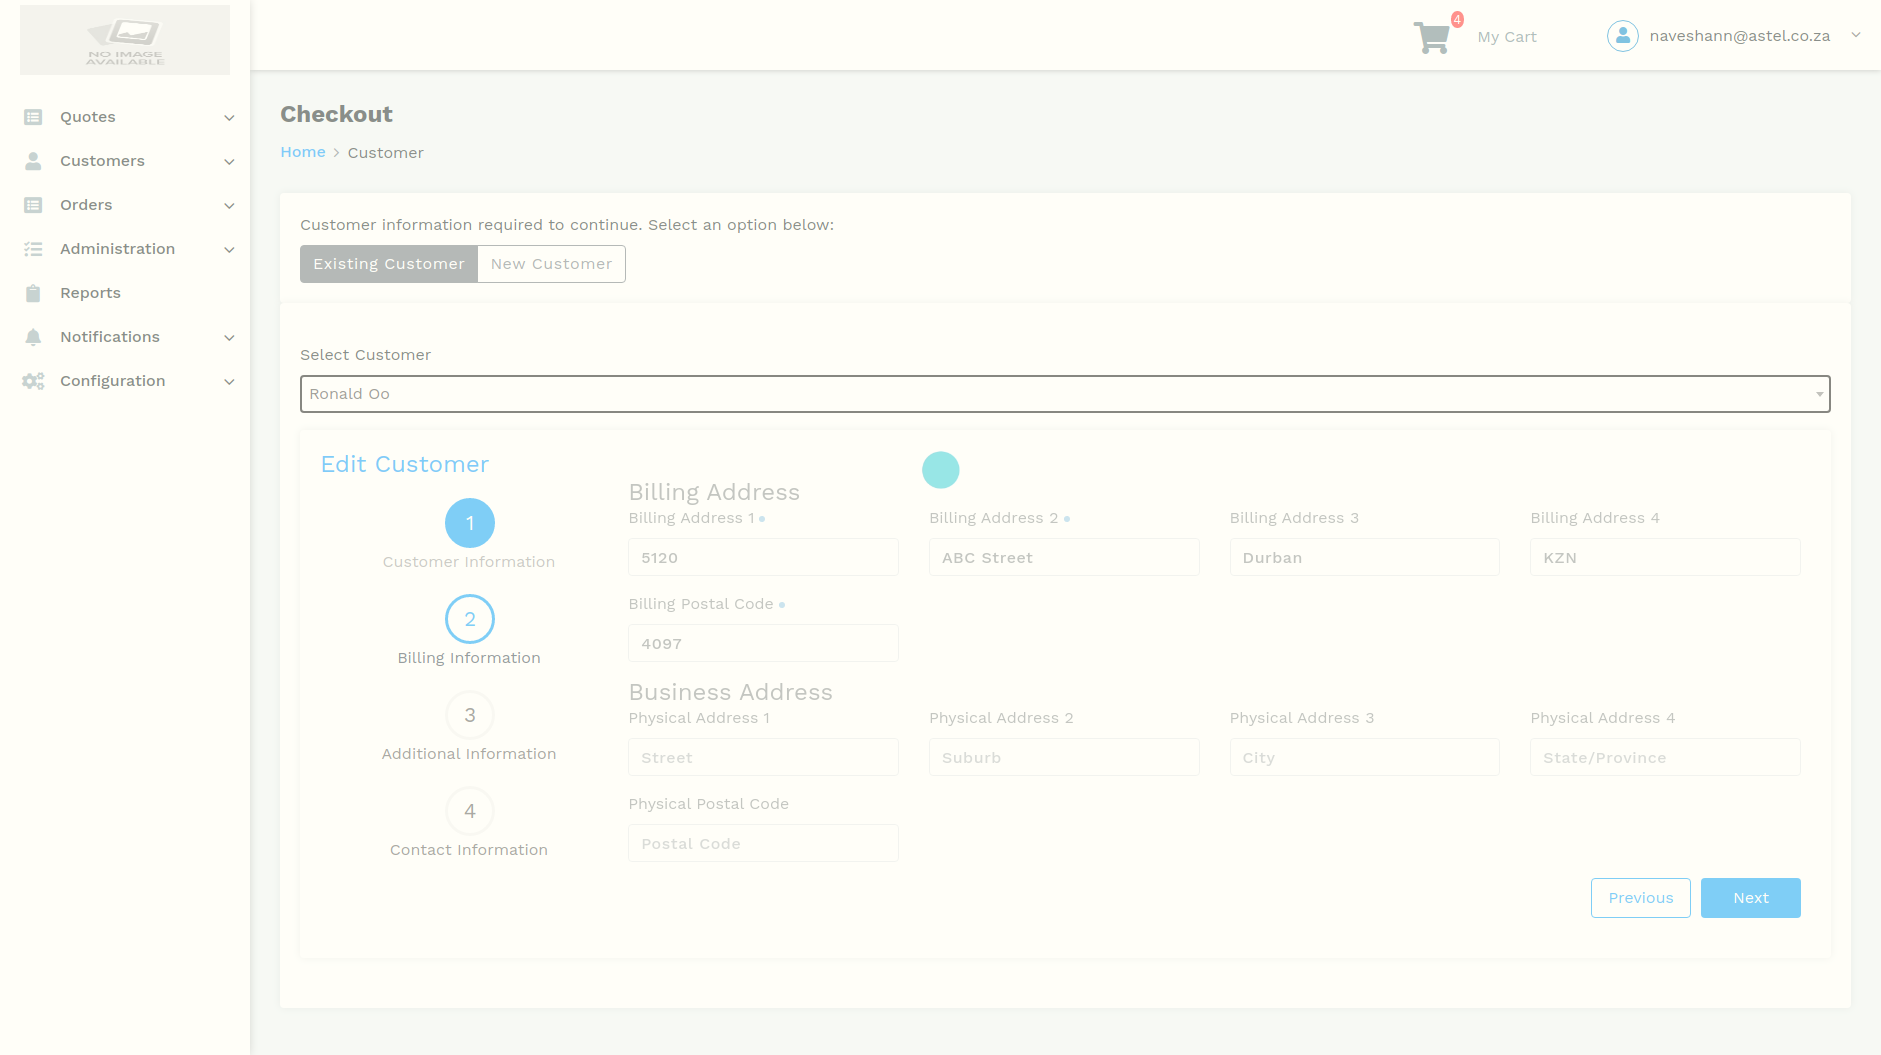 NO IMAGE
AVAILABLE
4
My Cart
naveshann@astel.co.za
Quotes
Customers
Orders
Administration
Reports
Notifications
Configuration
Checkout
Home
Customer
Customer information required to continue. Select an option below:
Existing Customer
New Customer
Select Customer
Ronald Oo
Edit Customer
1
Customer Information
2
Billing Information
3
Additional Information
4
Contact Information
Billing Address
Billing Address 1
Billing Address 2
Billing Address 3
Billing Address 4
5120
ABC Street
Durban
KZN
Billing Postal Code
4097
Business Address
Physical Address 1
Physical Address 2
Physical Address 3
Physical Address 4
Street
Suburb
City
State/Province
Physical Postal Code
Postal Code
Previous
Next